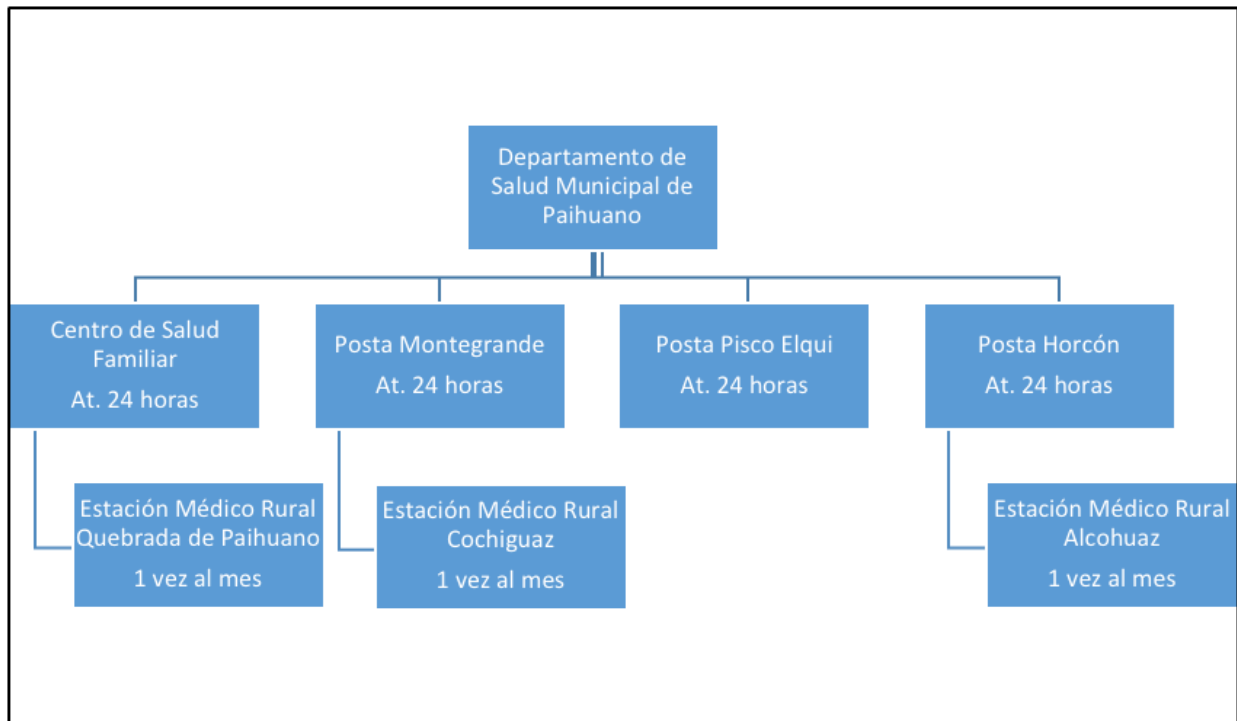 Departamento de
Salud Municipal de
Paihuano
Centro de Salud
Familiar
At. 24 horas
Posta Montegrande
At. 24 horas
Posta Pisco Elqui
At. 24 horas
Posta Horcón
At. 24 horas
Estación Médico Rural
Quebrada de Paihuano
1 vez al mes
Estación Médico Rural
Cochiguaz
1 vez al mes
Estación Médico Rural
Alcohuaz
1 vez al mes